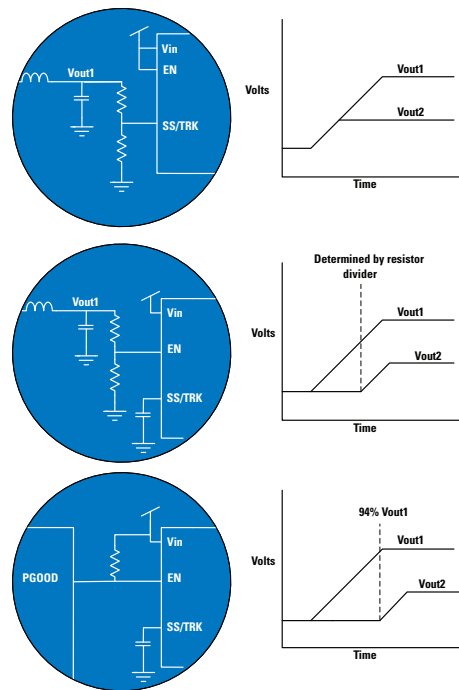 Vin
Vout1
EN
SS/TRK
Volts
Vout1
Vout2
Time
Vout1
Vin
EN
SS/TRK
Determined by resistor
divider
Volts
Vout1
Vout2
Time
Vin
PGOOD
EN
SS/TRK
94% Vout1
Volts
Vout1
Vout2
Time